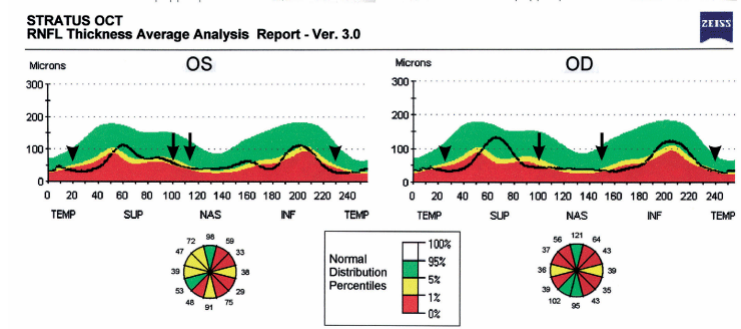 STRATUS OCT
RNFL Thickness Average Analysis Report - Ver. 3.0
ZEISS
Microns
OS
300
200
100
0
0 20 40 60 80 100 120 140 160 180 200 220 240
TEMP SUP NAS INF TEMP
Microns
OD
300
200
100
0
0 20 40 60 80 100 120 140 160 180 200 220 240
TEMP SUP NAS INF TEMP
98
72 59
47 33
39 38
53 29
48 75
91
Normal
Distribution
Percentiles
100%
95%
5%
1%
0%
121
56 64
37 43
36 39
39 35
102 43
95